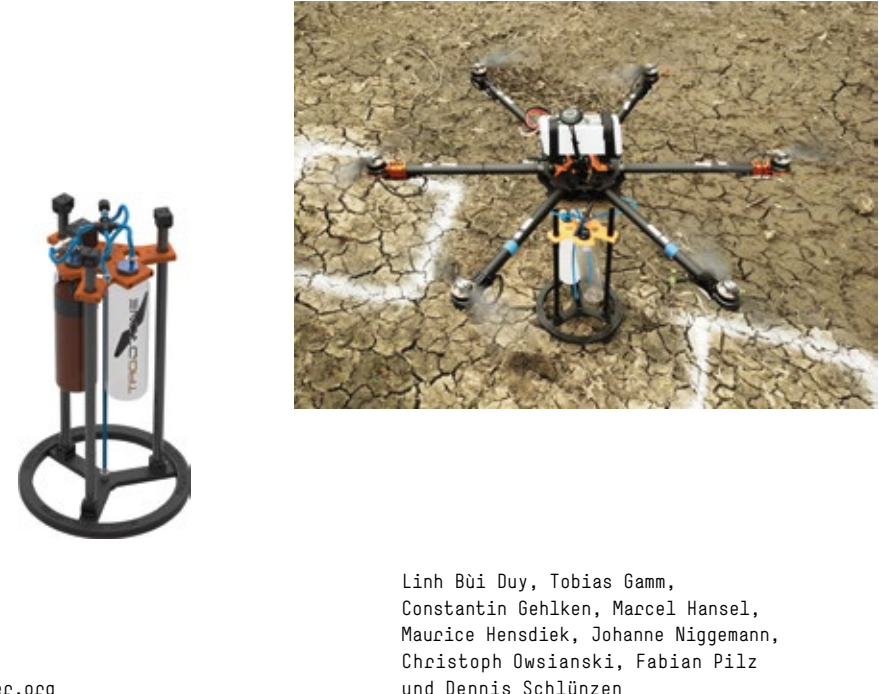 Linh Bùi Duy, Tobias Gamm,
Constantin Gehlken, Marcel Hansel,
Maurice Hensdiek, Johanne Niggemann,
Christoph Owsianski, Fabian Pilz
und Dennis Schlünzen